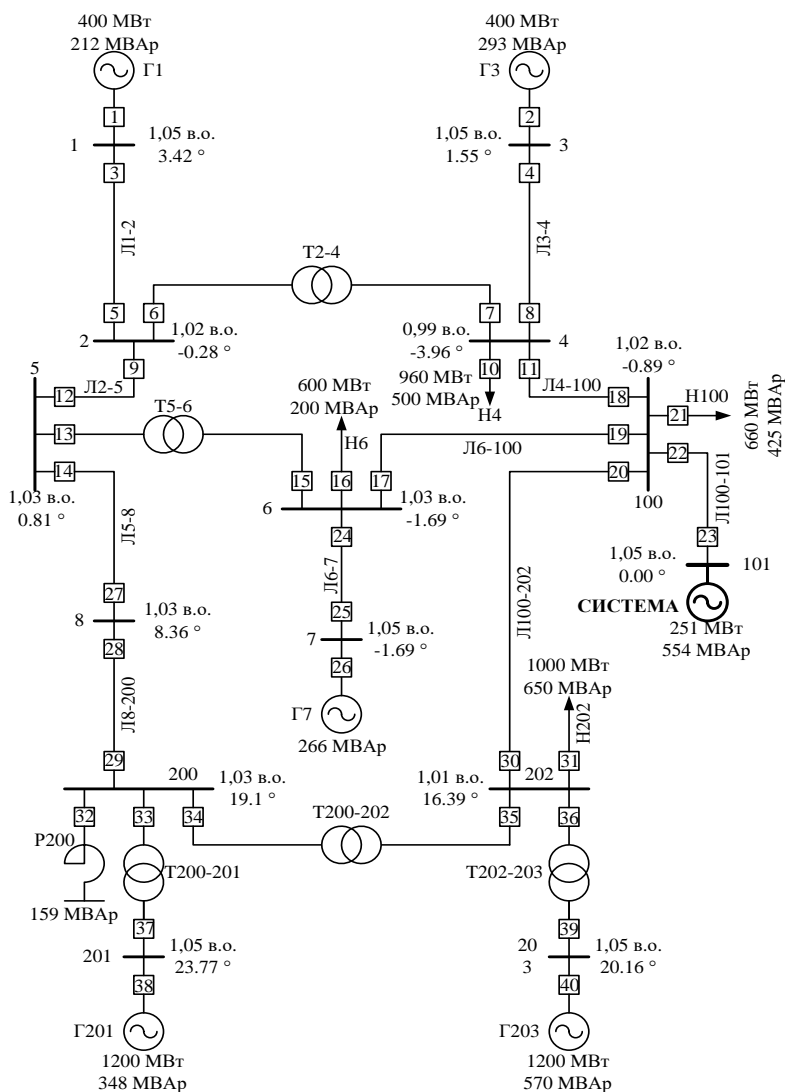 400 МВт
212 МВАр
Г1
1
1
1,05 в.о.
3.42 °
3
Л1-2
5
6
2
1,02 в.о.
-0.28 °
9
Т2-4
400 МВт
293 МВАр
Г3
2
1,05 в.о.
1.55 °
3
4
Л3-4
7
8
0,99 в.о.
-3.96 °
4
10
11
960 МВт
500 МВАр
Н4
Л4-100
1,02 в.о.
-0.89 °
18
21
Н100
660 МВт
425 МВАр
19
22
20
100
Л100-101
23
1,05 в.о.
0.00 °
101
СИСТЕМА
251 МВт
554 МВАр
5
12
Л2-5
13
Т5-6
14
1,03 в.о.
0.81 °
600 МВт
200 МВАр
Н6
Л6-100
15
16
17
6
1,03 в.о.
-1.69 °
24
Л6-7
25
7
1,05 в.о.
-1.69 °
26
Г7
266 МВАр
Л5-8
27
8
1,03 в.о.
8.36 °
28
Л8-200
29
200
1,03 в.о.
19.1 °
Л100-202
1000 МВт
650 МВАр
Н202
30
31
1,01 в.о.
16.39 °
202
32
33
34
Т200-202
35
36
Р200
159 МВАр
Т200-201
37
201
1,05 в.о.
23.77 °
38
Г201
1200 МВт
348 МВАр
Т202-203
39
20
3
1,05 в.о.
20.16 °
40
Г203
1200 МВт
570 МВАр